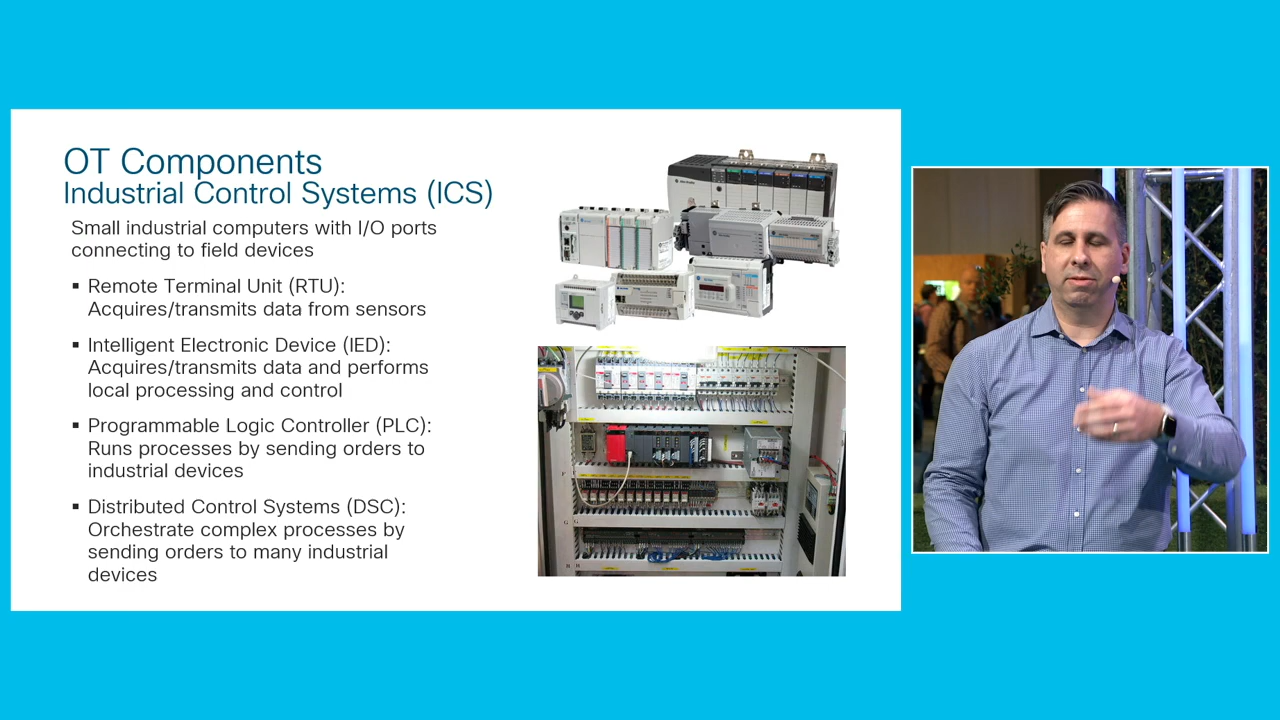 OT Components
Industrial Control Systems (ICS)
Small industrial computers with I/O ports
connecting to field devices
▪ Remote Terminal Unit (RTU):
Acquires/transmits data from sensors
▪ Intelligent Electronic Device (IED):
Acquires/transmits data and performs
local processing and control
▪ Programmable Logic Controller (PLC):
Runs processes by sending orders to
industrial devices
▪ Distributed Control Systems (DSC):
Orchestrate complex processes by
sending orders to many industrial
devices